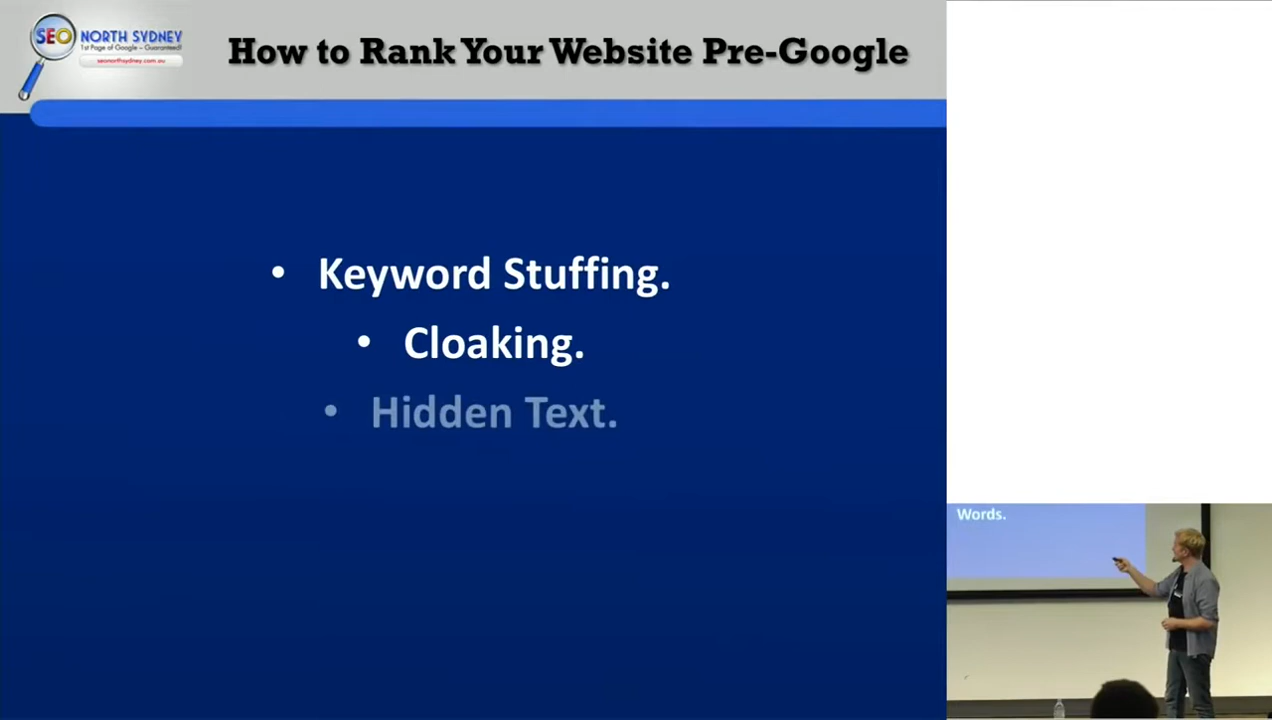 SEO NORTH SYDNEY
1st Page of Google - Guaranteed!
seonorthsydney.com.au
How to Rank Your Website Pre-Google
• Keyword Stuffing.
• Cloaking.
• Hidden Text.
Words.